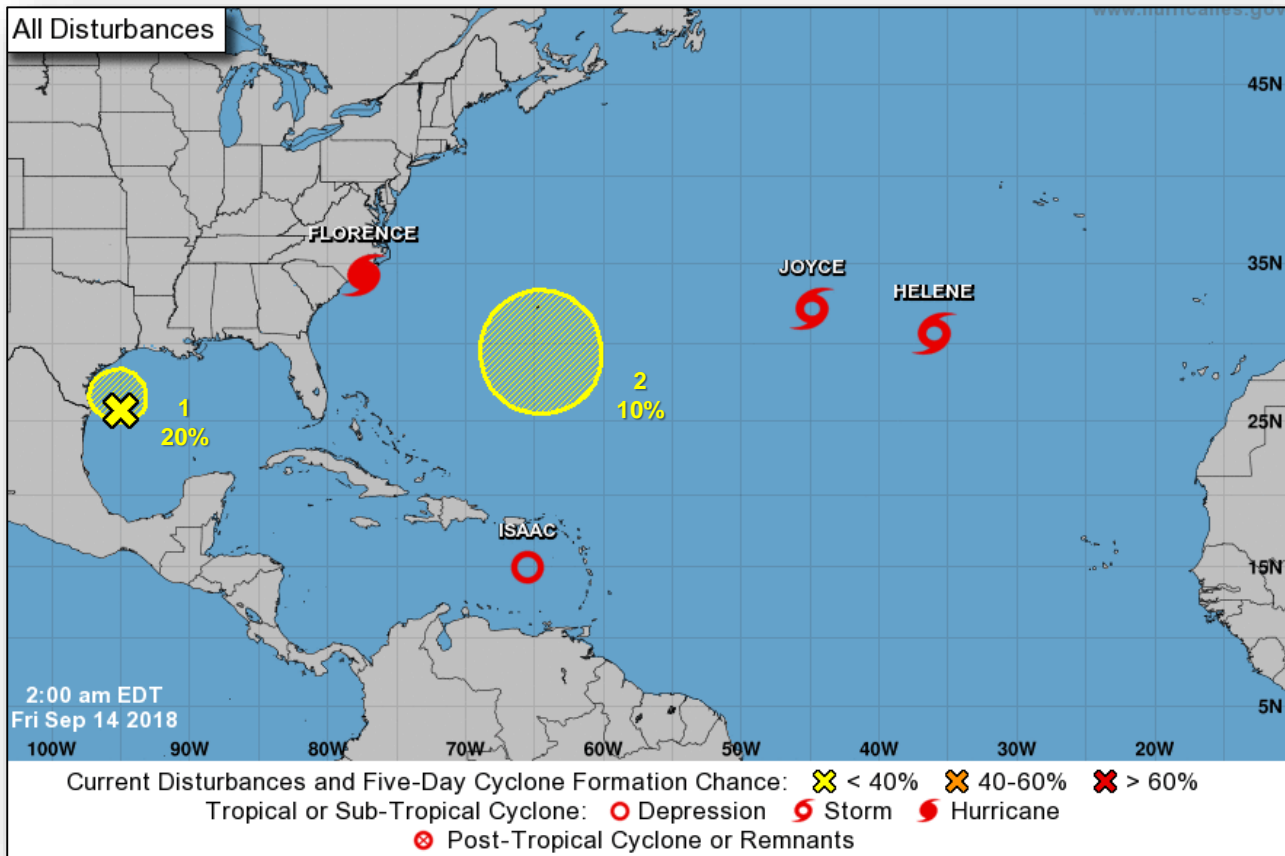 www.hurricanes.gov
All Disturbances
45N
FLORENCE
35N
JOYCE
HELENE
2
10%
1
20%
25N
ISAAC
15N
2:00 am EDT
Fri Sep 14 2018
5N
100W 90W 80W 70W 60W 50W 40W 30W 20W
Current Disturbances and Five-Day Cyclone Formation Chance: < 40% 40-60% > 60%
Tropical or Sub-Tropical Cyclone: Depression Storm Hurricane
Post-Tropical Cyclone or Remnants